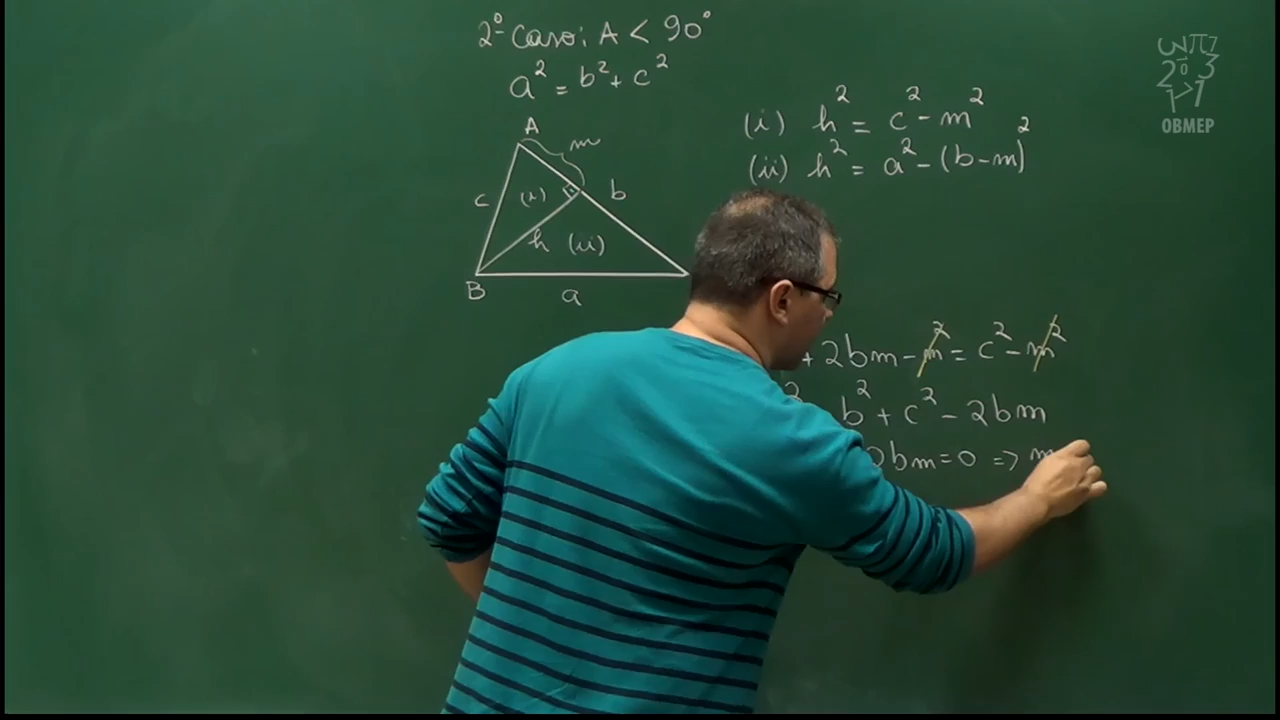 2º Caso: A < 90°
a² = b² + c²
A
m
c
(i)
b
h
(ii)
B
a
(i) h² = c² - m²
(ii) h² = a² - (b-m)²
+ 2bm - m² = c² - m²
b² + c² - 2bm
bm = 0 => m
OBMEP